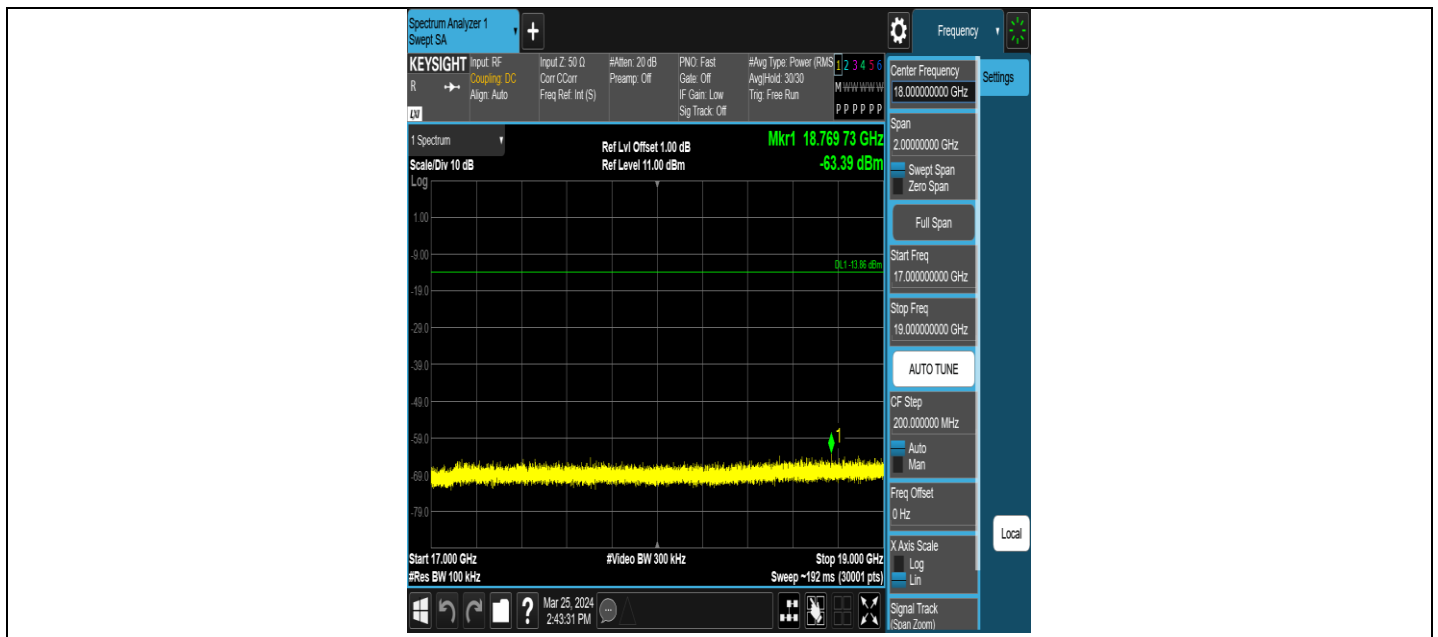 Spectrum Analyzer 1
Swept SA
+
Frequency
KEYSIGHT
R
LXI
Input: RF
Coupling: DC
Align: Auto
Input Z: 50 Ω
Corr CCorr
Freq Ref: Int (S)
#Atten: 20 dB
Preamp: Off
PNO: Fast
Gate: Off
IF Gain: Low
Sig Track: Off
#Avg Type: Power (RMS
Avg|Hold: 30/30
Trig: Free Run
1 2 3 4 5 6
M W W W W W
P P P P P P
1 Spectrum
Scale/Div 10 dB
Log
Ref Lvl Offset 1.00 dB
Ref Level 11.00 dBm
Mkr1 18.769 73 GHz
-63.39 dBm
1.00
-9.00
DL1 -13.86 dBm
-19.0
-29.0
-39.0
-49.0
-59.0
1
-69.0
-79.0
Start 17.000 GHz
#Res BW 100 kHz
#Video BW 300 kHz
Stop 19.000 GHz
Sweep ~192 ms (30001 pts)
Center Frequency
18.00000000 GHz
Settings
Span
2.00000000 GHz
Swept Span
Zero Span
Full Span
Start Freq
17.000000000 GHz
Stop Freq
19.000000000 GHz
AUTO TUNE
CF Step
200.000000 MHz
Auto
Man
Freq Offset
0 Hz
X Axis Scale
Log
Lin
Local
Signal Track
(Span Zoom)
?
Mar 25, 2024
2:43:31 PM